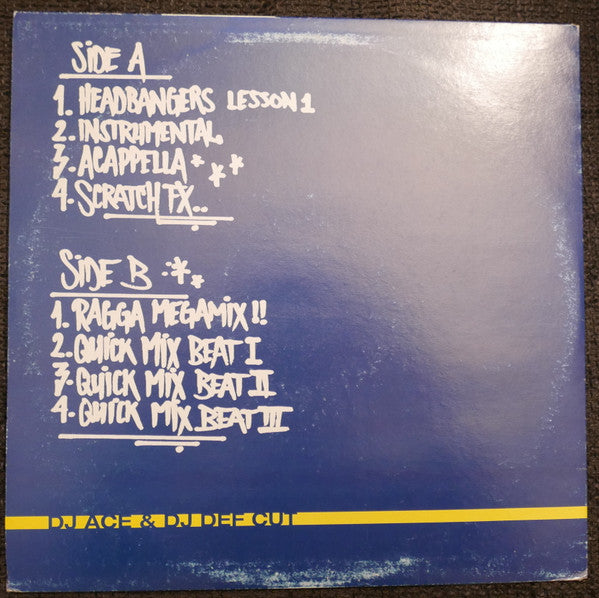 SIDE A
1. HEADBANGERS LESSON 1
2. INSTRUMENTAL
3. ACAPPELLA
4. SCRATCH FX..
SIDE B
1. RAGGA MEGAMIX!!
2. QUICK MIX BEAT I
3. QUICK MIX BEAT II
4. QUICK MIX BEAT III
DJ ACE & DJ DEF CUT